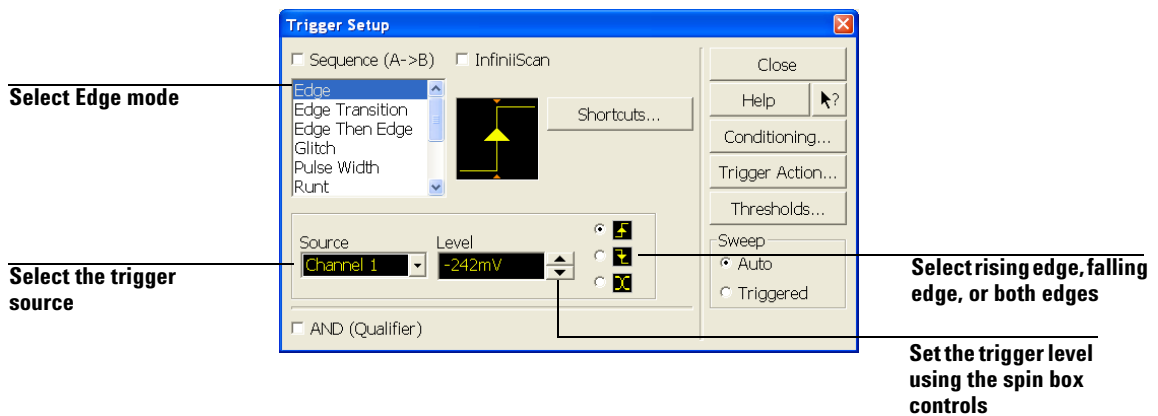 Trigger Setup
Sequence (A->B)
InfiniiScan
Close
Select Edge mode
Edge
Edge Transition
Edge Then Edge
Glitch
Pulse Width
Runt
Shortcuts...
Help
?
Conditioning...
Trigger Action...
Thresholds...
Source
Level
Channel 1
-242mV
Sweep
Auto
Triggered
Select the trigger
source
Select rising edge, falling
edge, or both edges
AND (Qualifier)
Set the trigger level
using the spin box
controls